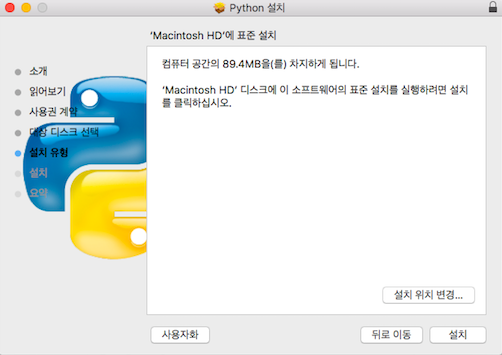 Python 설치
'Macintosh HD'에 표준 설치
소개
읽어보기
사용권 계약
대상 디스크 선택
설치 유형
설치
요약
컴퓨터 공간의 89.4MB을(를) 차지하게 됩니다.
'Macintosh HD' 디스크에 이 소프트웨어의 표준 설치를 실행하려면 설치
를 클릭하십시오.
설치 위치 변경...
사용자화
뒤로 이동
설치